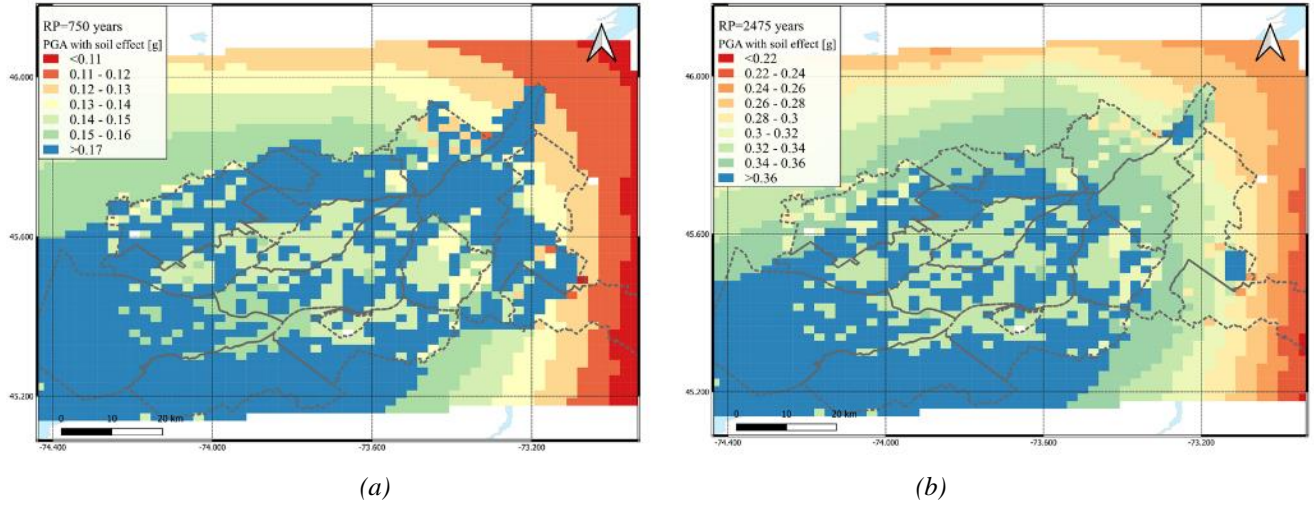 RP=750 years
PGA with soil effect [g]
<0.11
0.11 - 0.12
0.12 - 0.13
0.13 - 0.14
0.14 - 0.15
0.15 - 0.16
>0.17
46.000
45.600
45.200
0 10 20 km
-74.400 -74.000 -73.600 -73.200
(a)
RP=2475 years
PGA with soil effect [g]
<0.22
0.22 - 0.24
0.24 - 0.26
0.26 - 0.28
0.28 - 0.3
0.3 - 0.32
0.32 - 0.34
0.34 - 0.36
>0.36
46.000
45.600
45.200
0 10 20 km
-74.400 -74.000 -73.600 -73.200
(b)